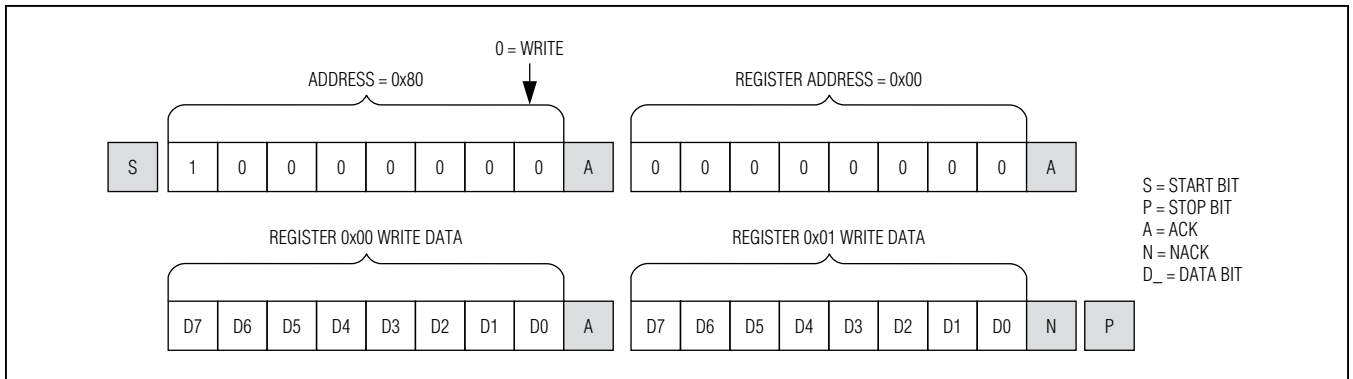 0 = WRITE
ADDRESS = 0x80
REGISTER ADDRESS = 0x00
S 1 0 0 0 0 0 0 0 A 0 0 0 0 0 0 0 0 A
S = START BIT
P = STOP BIT
A = ACK
N = NACK
D_ = DATA BIT
REGISTER 0x00 WRITE DATA
REGISTER 0x01 WRITE DATA
D7 D6 D5 D4 D3 D2 D1 D0 A D7 D6 D5 D4 D3 D2 D1 D0 N P